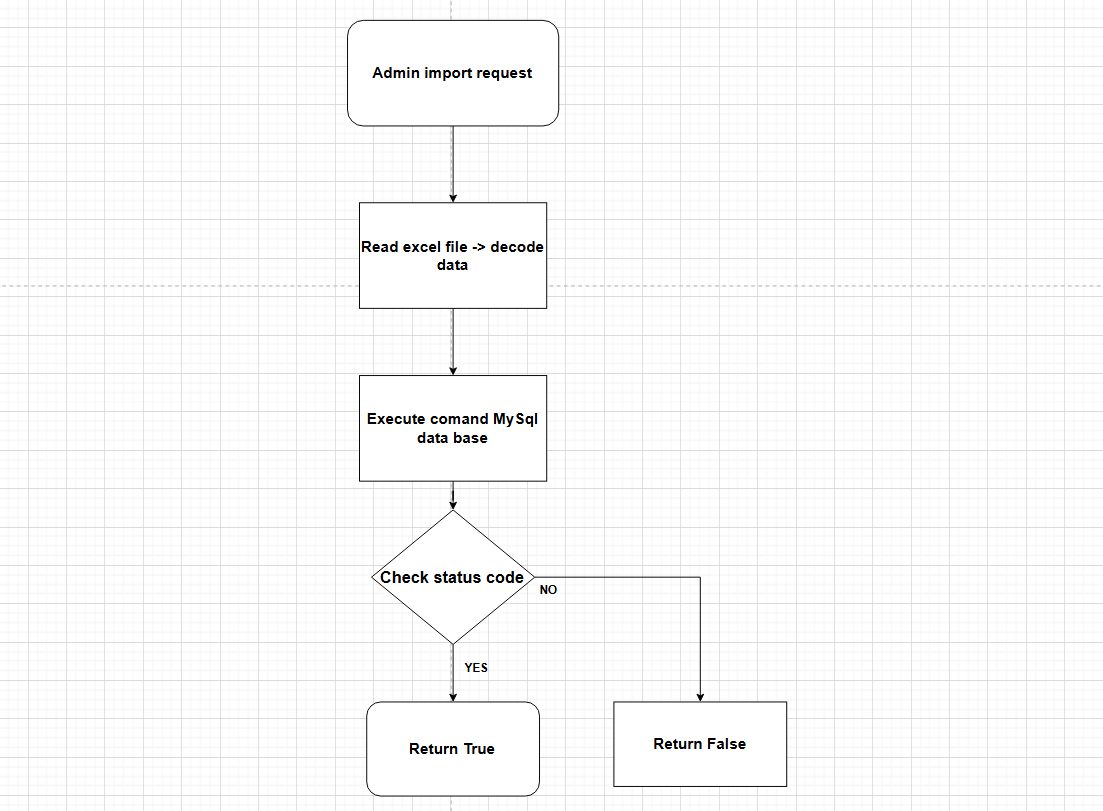 Admin import request
Read excel file -> decode
data
Execute comand MySql
data base
Check status code
NO
YES
Return True
Return False